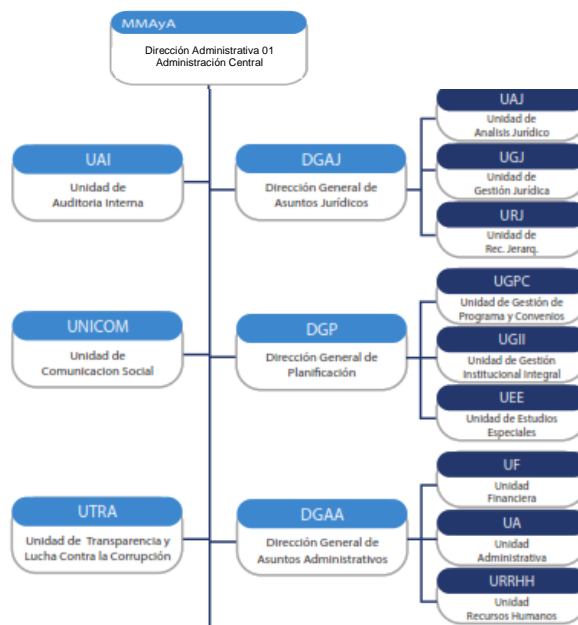 MMAyA
Dirección Administrativa 01
Administración Central
UAI
Unidad de
Auditoria Interna
DGAJ
Dirección General de
Asuntos Jurídicos
UAJ
Unidad de
Analisis Jurídico
UGJ
Unidad de
Gestión Jurídica
URJ
Unidad de
Rec. Jerarq.
UNICOM
Unidad de
Comunicacion Social
DGP
Dirección General de
Planificación
UGPC
Unidad de Gestión de
Programa y Convenios
UGII
Unidad de Gestión
Institucional Integral
UEE
Unidad de Estudios
Especiales
UTRA
Unidad de Transparencia y
Lucha Contra la Corrupción
DGAA
Dirección General de
Asuntos Administrativos
UF
Unidad
Financiera
UA
Unidad
Administrativa
URRHH
Unidad
Recursos Humanos